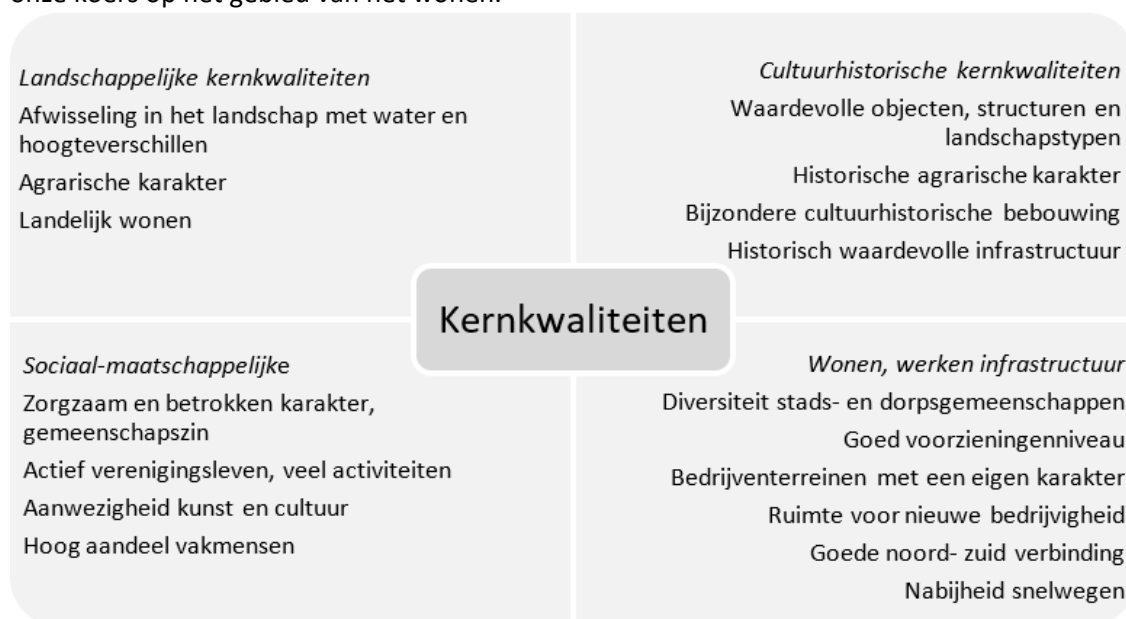 onze koers op het gebied van het wonen.
Landschappelijke kernkwaliteiten
Afwisseling in het landschap met water en
hoogteverschillen
Agrarische karakter
Landelijk wonen
Cultuurhistorische kernkwaliteiten
Waardevolle objecten, structuren en
landschapstypen
Historische agrarische karakter
Bijzondere cultuurhistorische bebouwing
Historisch waardevolle infrastructuur
Kernkwaliteiten
Sociaal-maatschappelijke
Zorgzaam en betrokken karakter,
gemeenschapszin
Actief verenigingsleven, veel activiteiten
Aanwezigheid kunst en cultuur
Hoog aandeel vakmensen
Wonen, werken infrastructuur
Diversiteit stads- en dorpsgemeenschappen
Goed voorzieningenniveau
Bedrijventerreinen met een eigen karakter
Ruimte voor nieuwe bedrijvigheid
Goede noord- zuid verbinding
Nabijheid snelwegen